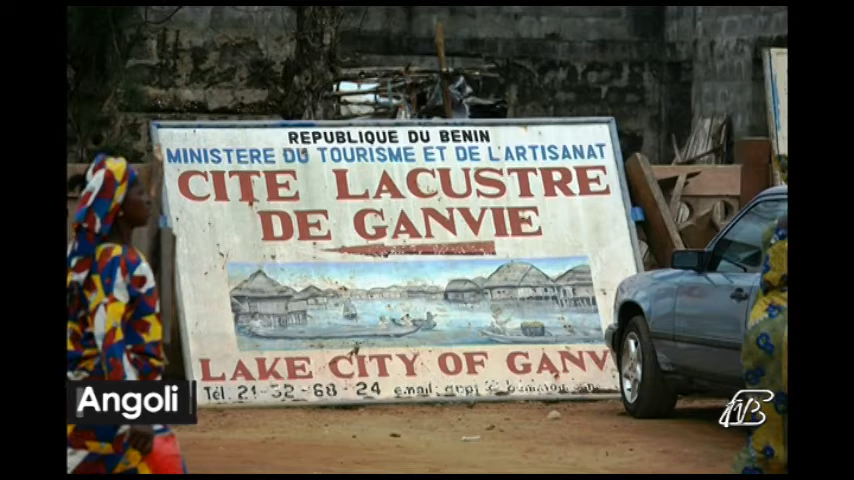 REPUBLIQUE DU BENIN
MINISTERE DU TOURISME ET DE L'ARTISANAT
CITE LACUSTRE
DE GANVIE
LAKE CITY OF GANV
Tél. 21-32-68-24 email
Angoli